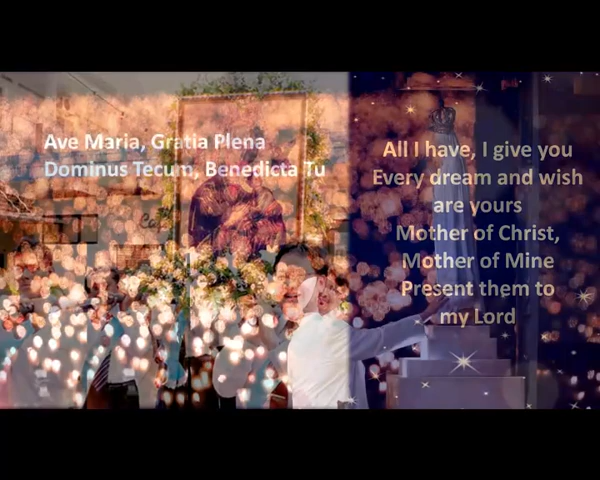 Ave Maria, Gratia Plena
Dominus Tecum, Benedicta Tu
All I have, I give you
Every dream and wish
are yours
Mother of Christ,
Mother of Mine
Present them to
my Lord